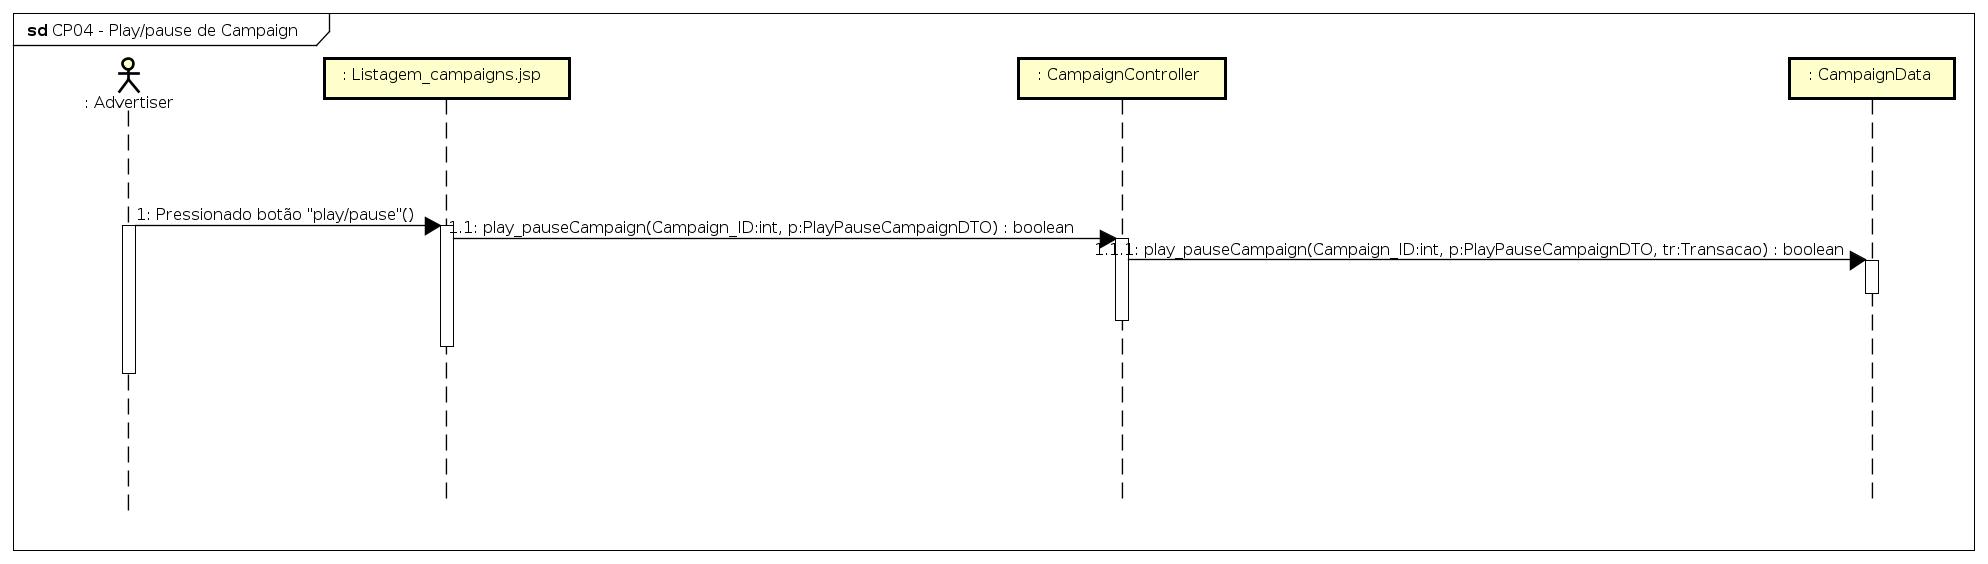 sd CP04 - Play/pause de Campaign
: Advertiser
: Listagem_campaigns.jsp
: CampaignController
: CampaignData
1: Pressionado botão "play/pause"()
1.1: play_pauseCampaign(Campaign_ID:int, p:PlayPauseCampaignDTO) : boolean
1.1.1: play_pauseCampaign(Campaign_ID:int, p:PlayPauseCampaignDTO, tr:Transacao) : boolean